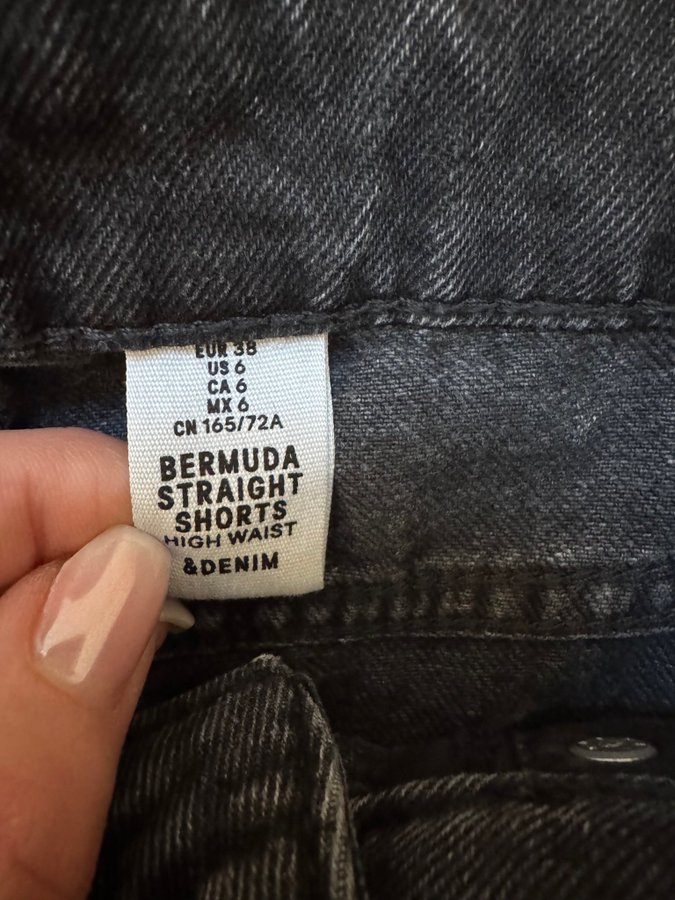 EUR 38
US 6
CA 6
MX 6
CN 165/72A
BERMUDA
STRAIGHT
SHORTS
HIGH WAIST
&DENIM